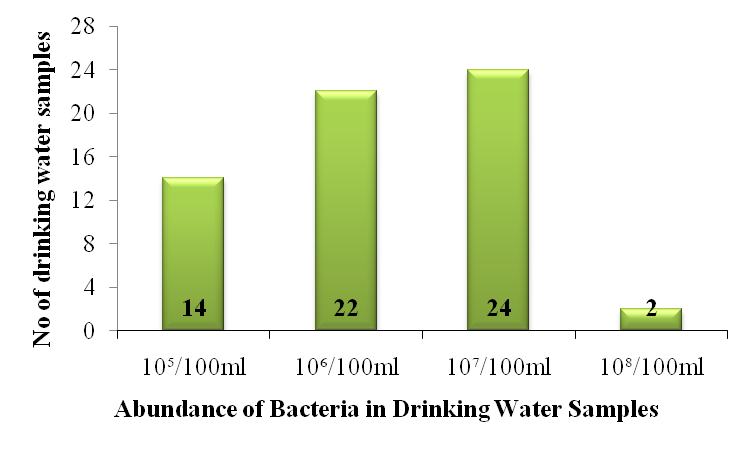 No of drinking water samples
28
24
20
16
12
8
4
0
14
22
24
2
10⁵/100ml
10⁶/100ml
10⁷/100ml
10⁸/100ml
Abundance of Bacteria in Drinking Water Samples